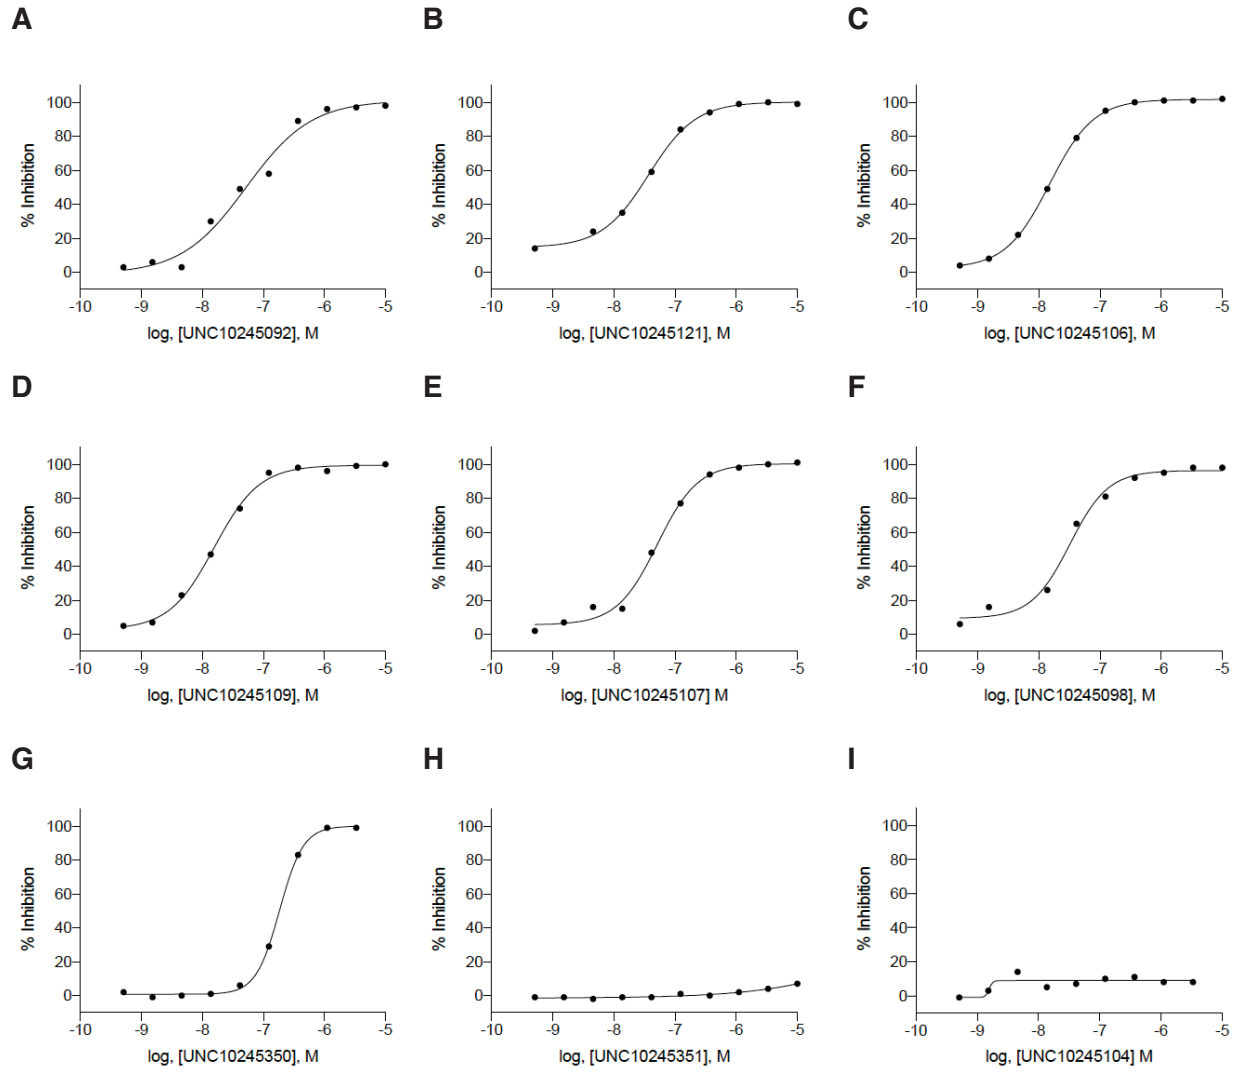 A B C
100 100 100
80 80 80
60 60 60
40 40 40
20 20 20
0 0 0
% Inhibition % Inhibition % Inhibition
-10 -9 -8 -7 -6 -5 -10 -9 -8 -7 -6 -5 -10 -9 -8 -7 -6 -5
log, [UNC10245092], M log, [UNC10245121], M log, [UNC10245106], M
D E F
100 100 100
80 80 80
60 60 60
40 40 40
20 20 20
0 0 0
% Inhibition % Inhibition % Inhibition
-10 -9 -8 -7 -6 -5 -10 -9 -8 -7 -6 -5 -10 -9 -8 -7 -6 -5
log, [UNC10245109], M log, [UNC10245107] M log, [UNC10245098], M
G H I
100 100 100
80 80 80
60 60 60
40 40 40
20 20 20
0 0 0
% Inhibition % Inhibition % Inhibition
-10 -9 -8 -7 -6 -5 -10 -9 -8 -7 -6 -5 -10 -9 -8 -7 -6 -5
log, [UNC10245350], M log, [UNC10245351], M log, [UNC10245104] M